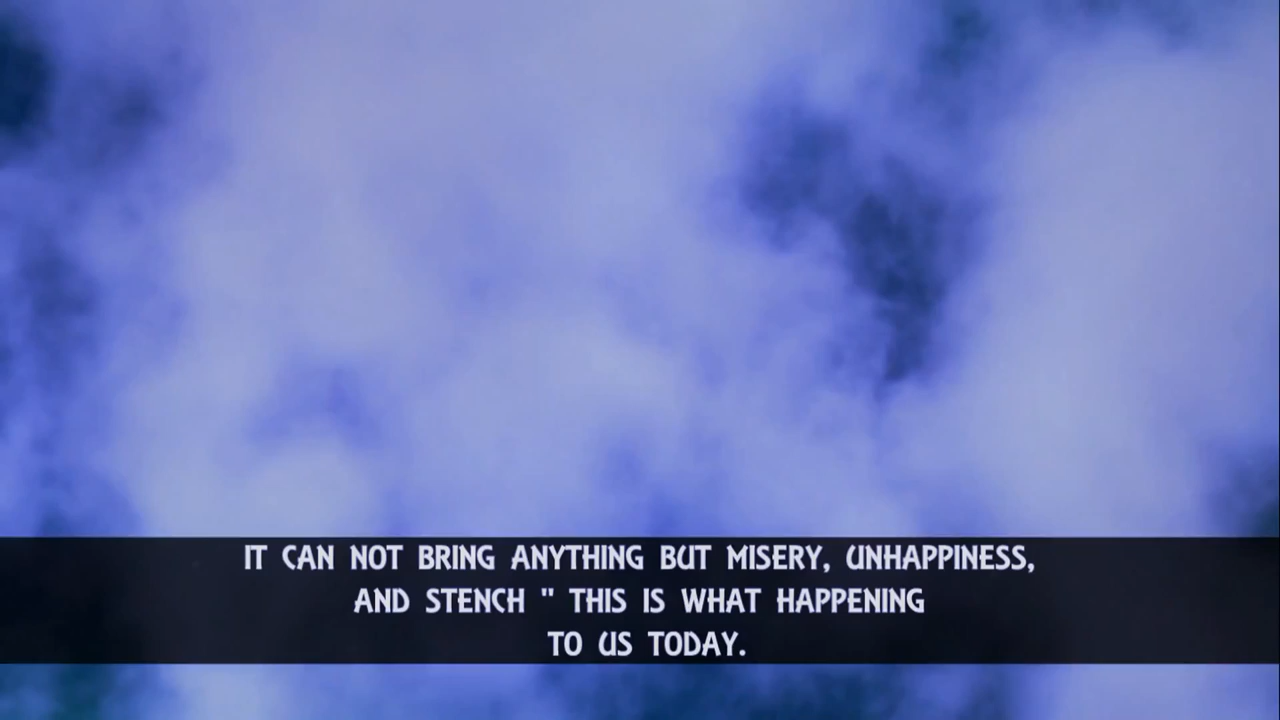 IT CAN NOT BRING ANYTHING BUT MISERY, UNHAPPINESS,
AND STENCH " THIS IS WHAT HAPPENING
TO US TODAY.